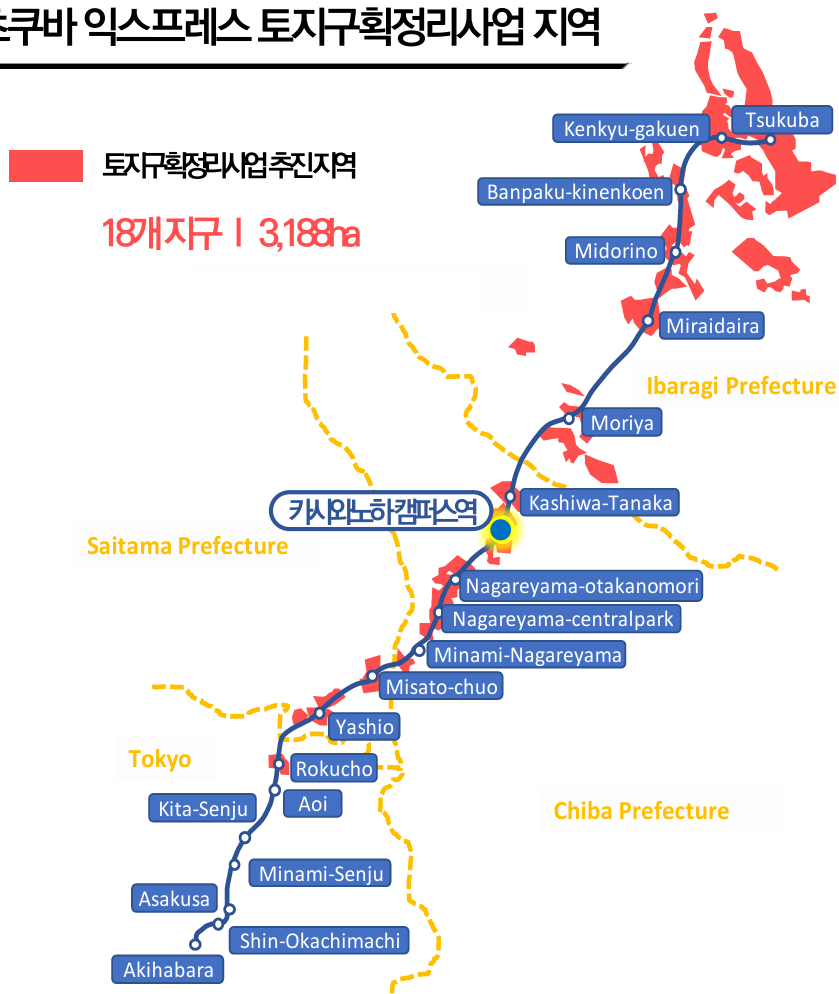 츠쿠바 익스프레스 토지구획정리사업 지역
토지구획정리사업 추진지역
18개 지구 | 3,188ha
Tsukuba
Kenkyu-gakuen
Banpaku-kinenkoen
Midorino
Miraidaira
Ibaragi Prefecture
Moriya
Kashiwa-Tanaka
카시와노하 캠퍼스역
Saitama Prefecture
Nagareyama-otakanomori
Nagareyama-centralpark
Minami-Nagareyama
Misato-chuo
Yashio
Tokyo
Rokucho
Aoi
Kita-Senju
Chiba Prefecture
Minami-Senju
Asakusa
Shin-Okachimachi
Akihabara